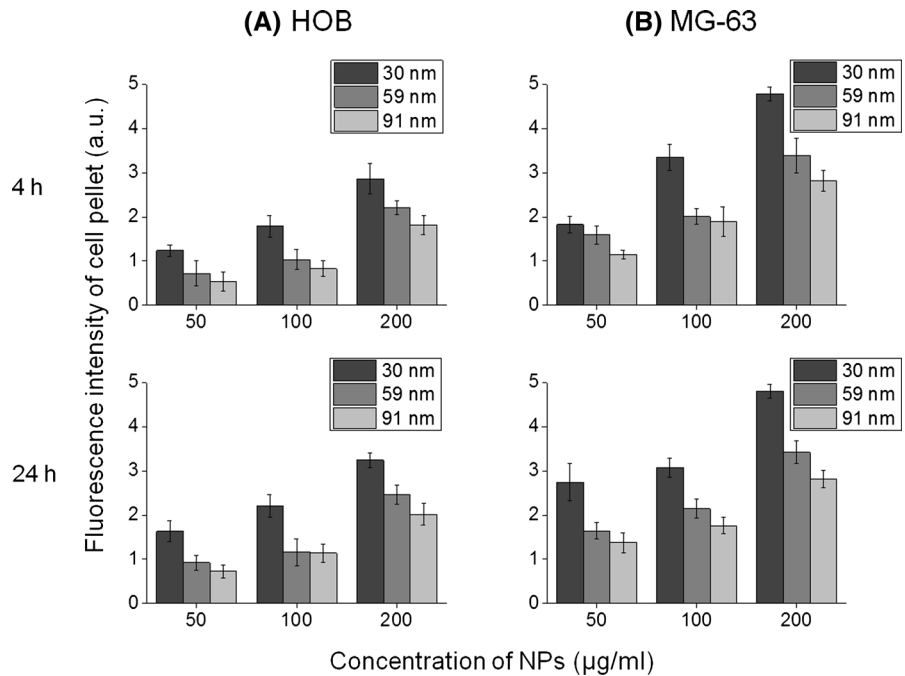 (A) HOB
(B) MG-63
Fluorescence intensity of cell pellet (a.u.)
4 h
5
4
3
2
1
0
30 nm
59 nm
91 nm
50 100 200
5
4
3
2
1
0
30 nm
59 nm
91 nm
50 100 200
24 h
5
4
3
2
1
0
30 nm
59 nm
91 nm
50 100 200
5
4
3
2
1
0
30 nm
59 nm
91 nm
50 100 200
Concentration of NPs (µg/ml)